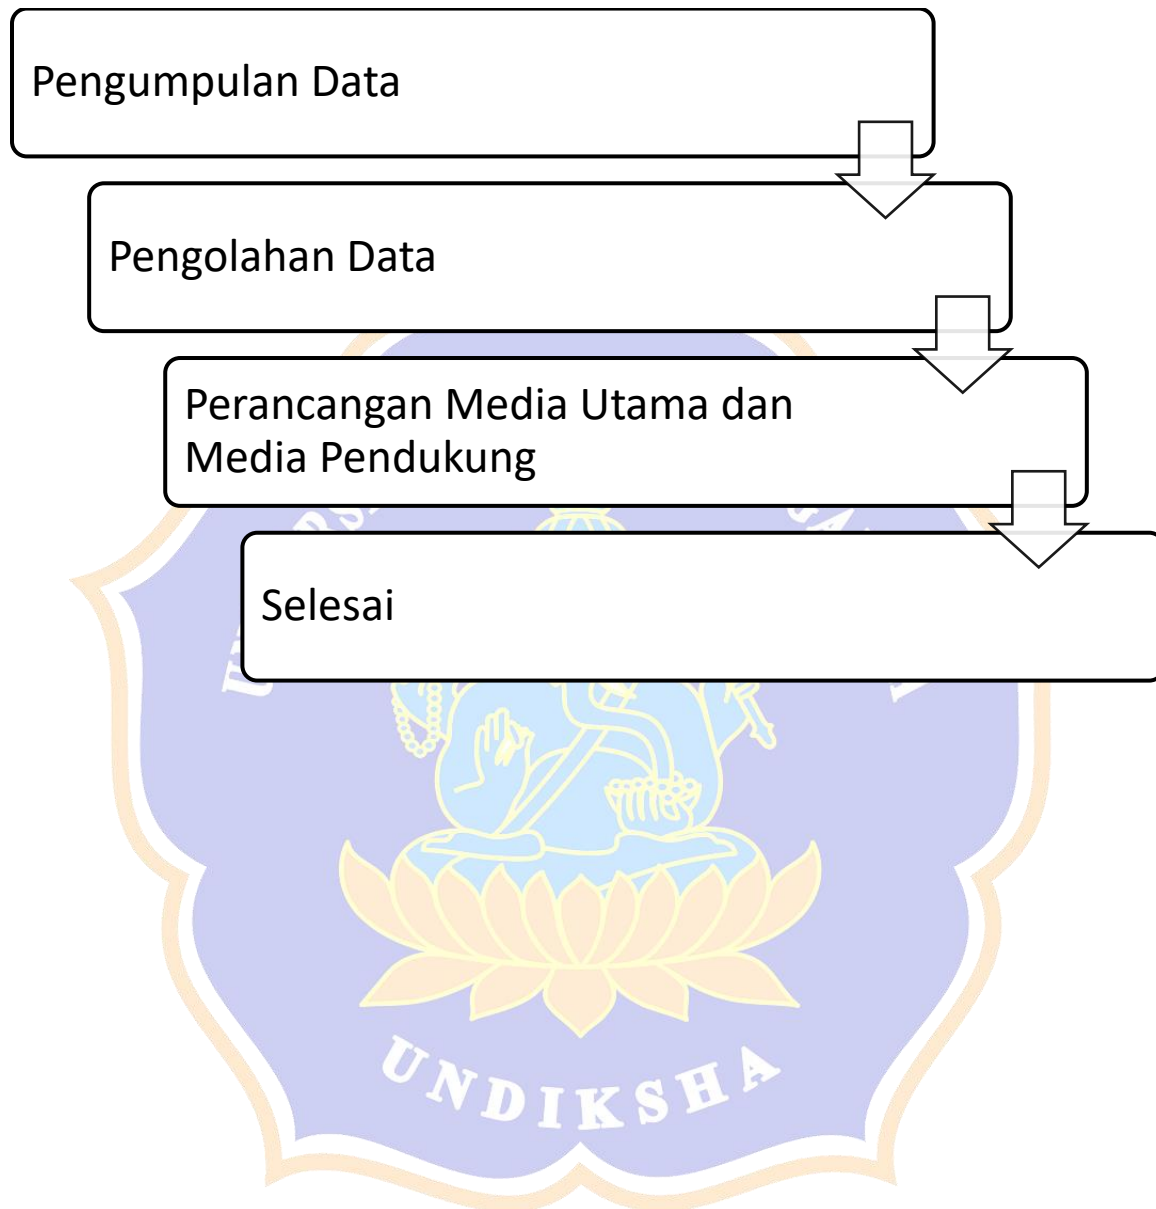 Pengumpulan Data
Pengolahan Data
Perancangan Media Utama dan
Media Pendukung
Selesai
UNDIKSHA